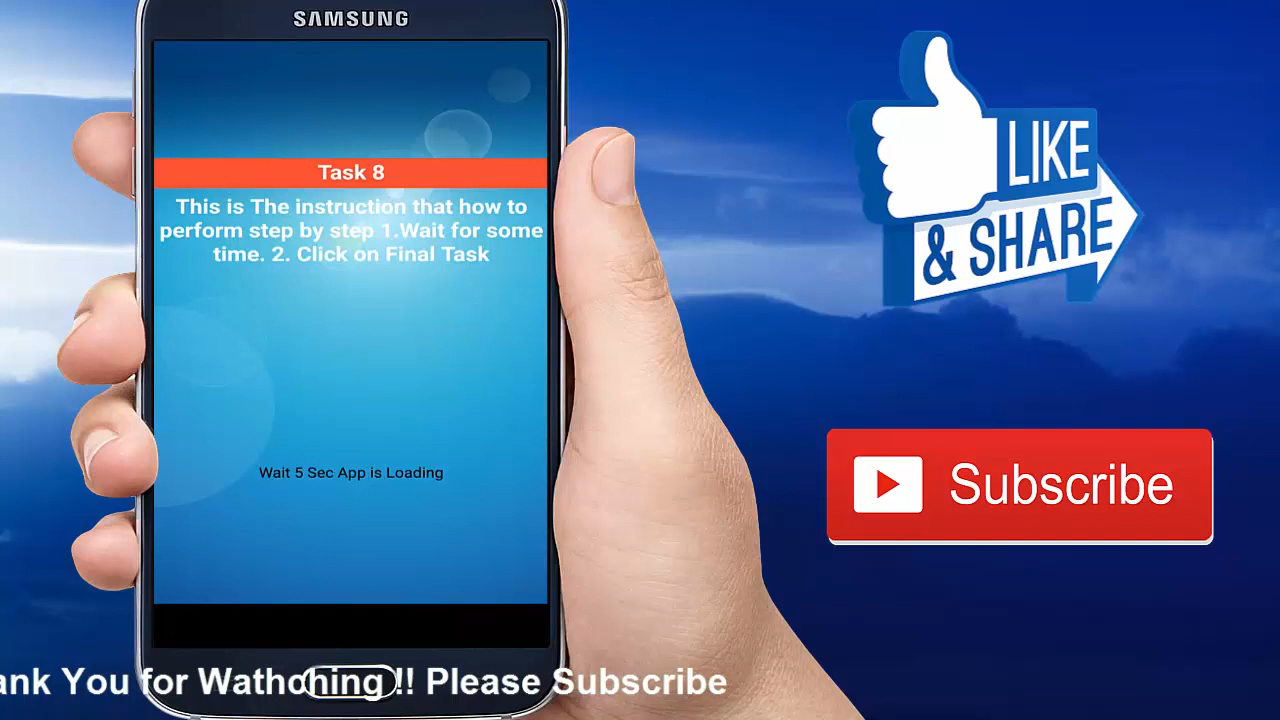 SAMSUNG
Task 8
This is The instruction that how to
perform step by step 1.Wait for some
time. 2. Click on Final Task
Wait 5 Sec App is Loading
LIKE
& SHARE
Subscribe
ank You for Wathching !! Please Subscribe